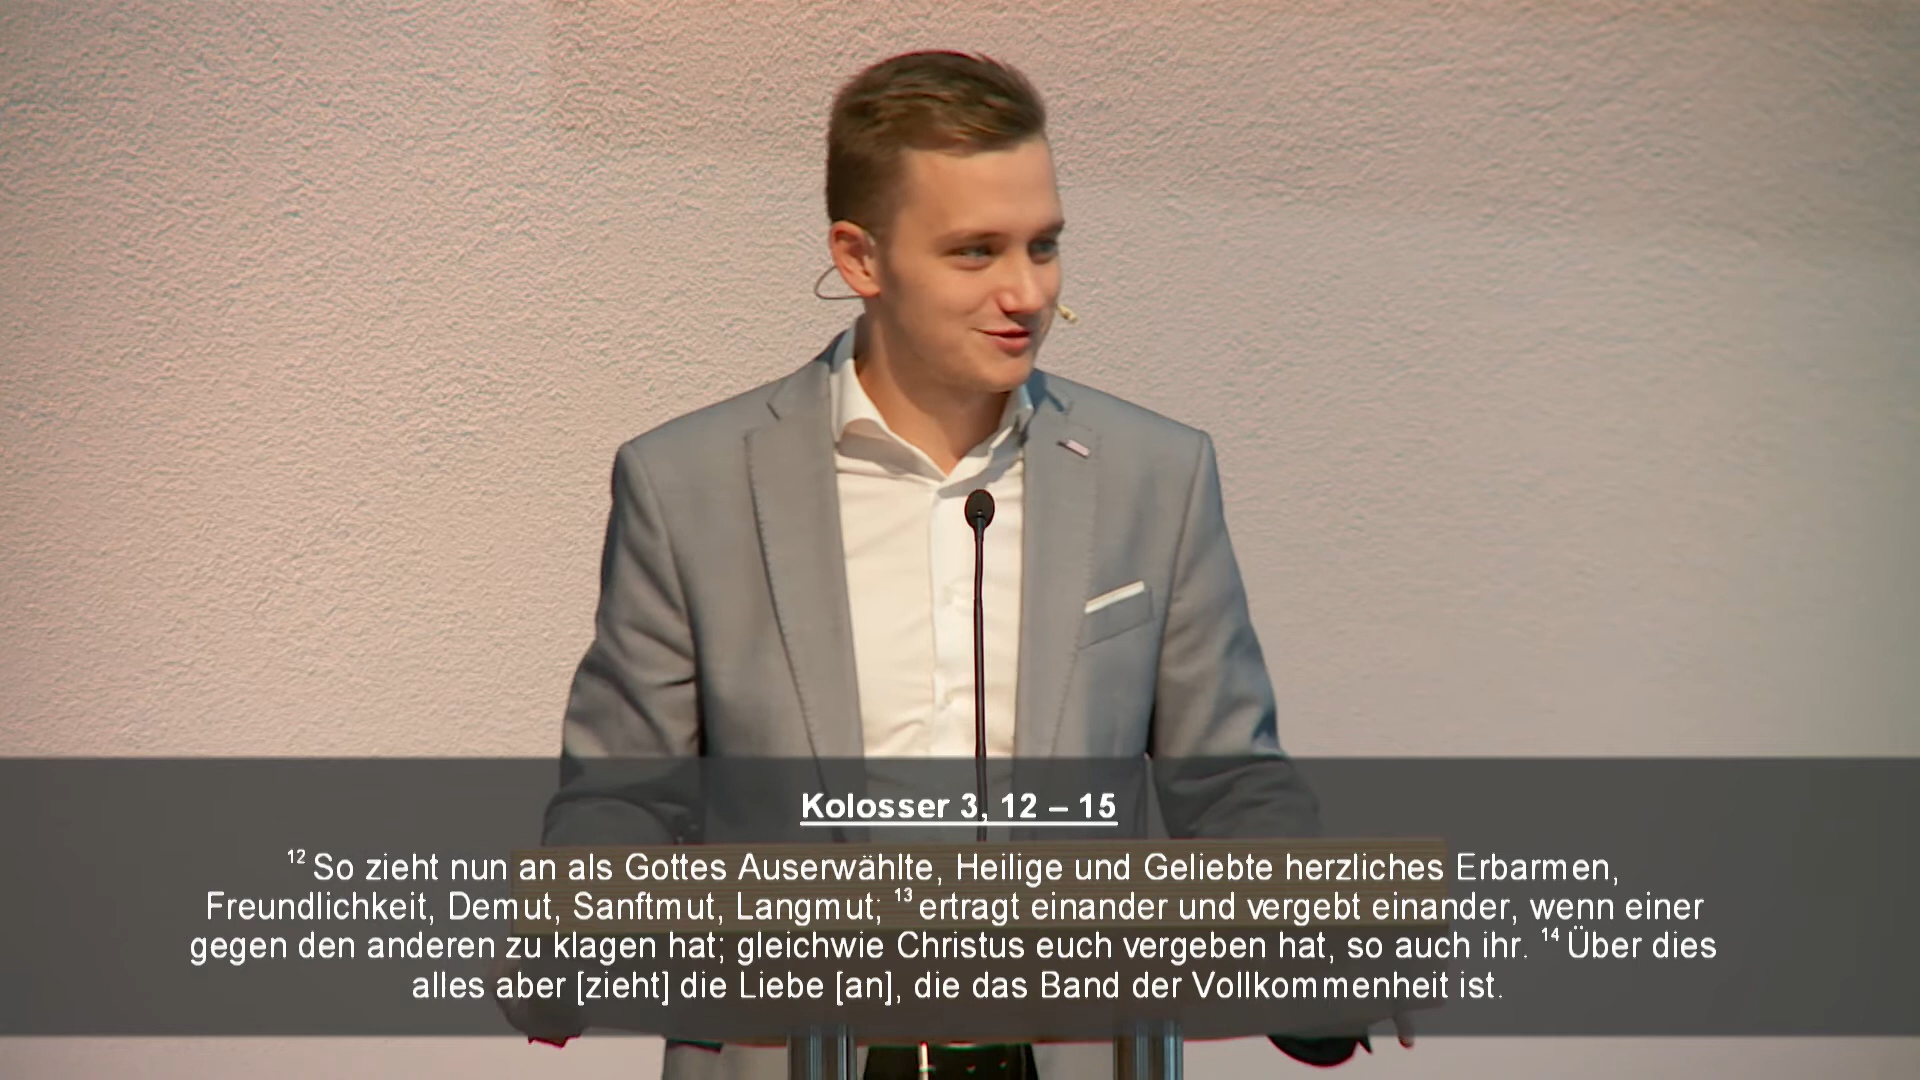 Kolosser 3, 12 – 15
12 So zieht nun an als Gottes Auserwählte, Heilige und Geliebte herzliches Erbarmen,
Freundlichkeit, Demut, Sanftmut, Langmut; 13 ertragt einander und vergebt einander, wenn einer
gegen den anderen zu klagen hat; gleichwie Christus euch vergeben hat, so auch ihr. 14 Über dies
alles aber [zieht] die Liebe [an], die das Band der Vollkommenheit ist.